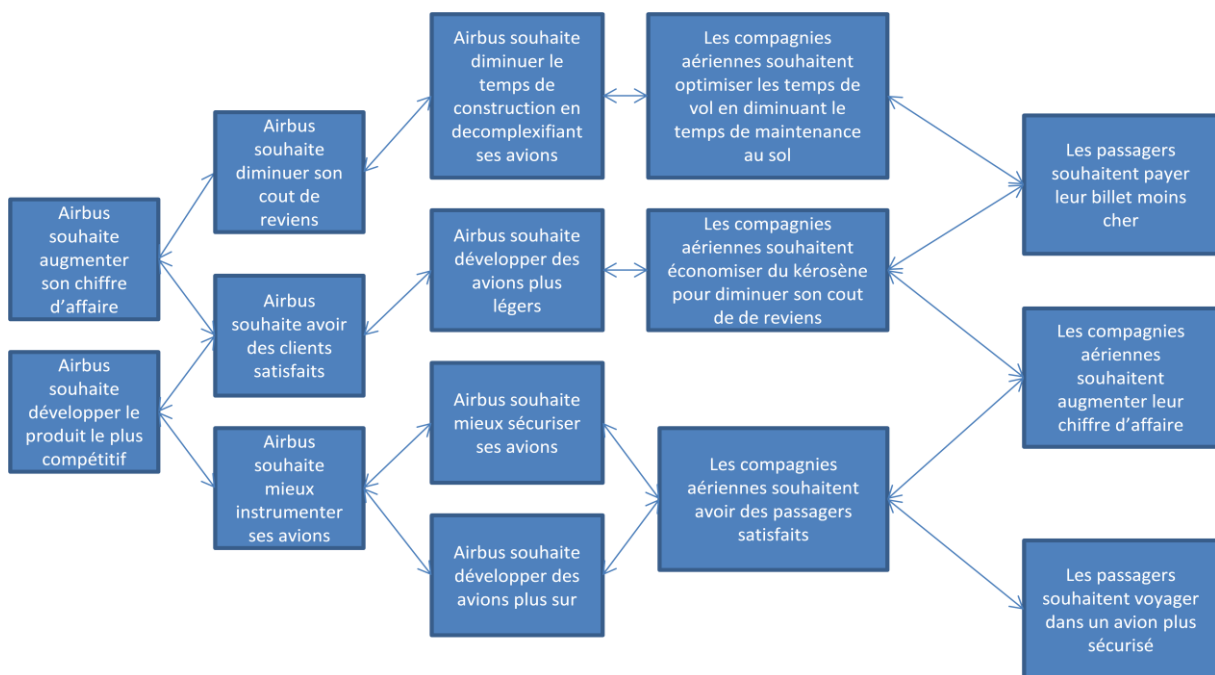 Airbus
souhaite
augmenter
son chiffre
d'affaire
Airbus
souhaite
développer le
produit le plus
compétitif
Airbus
souhaite
diminuer son
cout de
reviens
Airbus
souhaite avoir
des clients
satisfaits
Airbus
souhaite
mieux
instrumenter
ses avions
Airbus souhaite
diminuer le
temps de
construction en
decomplexifiant
ses avions
Airbus souhaite
développer des
avions plus
légers
Airbus souhaite
mieux sécuriser
ses avions
Airbus souhaite
développer des
avions plus sur
Les compagnies
aériennes souhaitent
optimiser les temps de
vol en diminuant le
temps de maintenance
au sol
Les compagnies
aériennes souhaitent
économiser du kérosène
pour diminuer son cout
de de reviens
Les compagnies
aériennes souhaitent
avoir des passagers
satisfaits
Les passagers
souhaitent payer
leur billet moins
cher
Les compagnies
aériennes
souhaitent
augmenter leur
chiffre d'affaire
Les passagers
souhaitent voyager
dans un avion plus
sécurisé